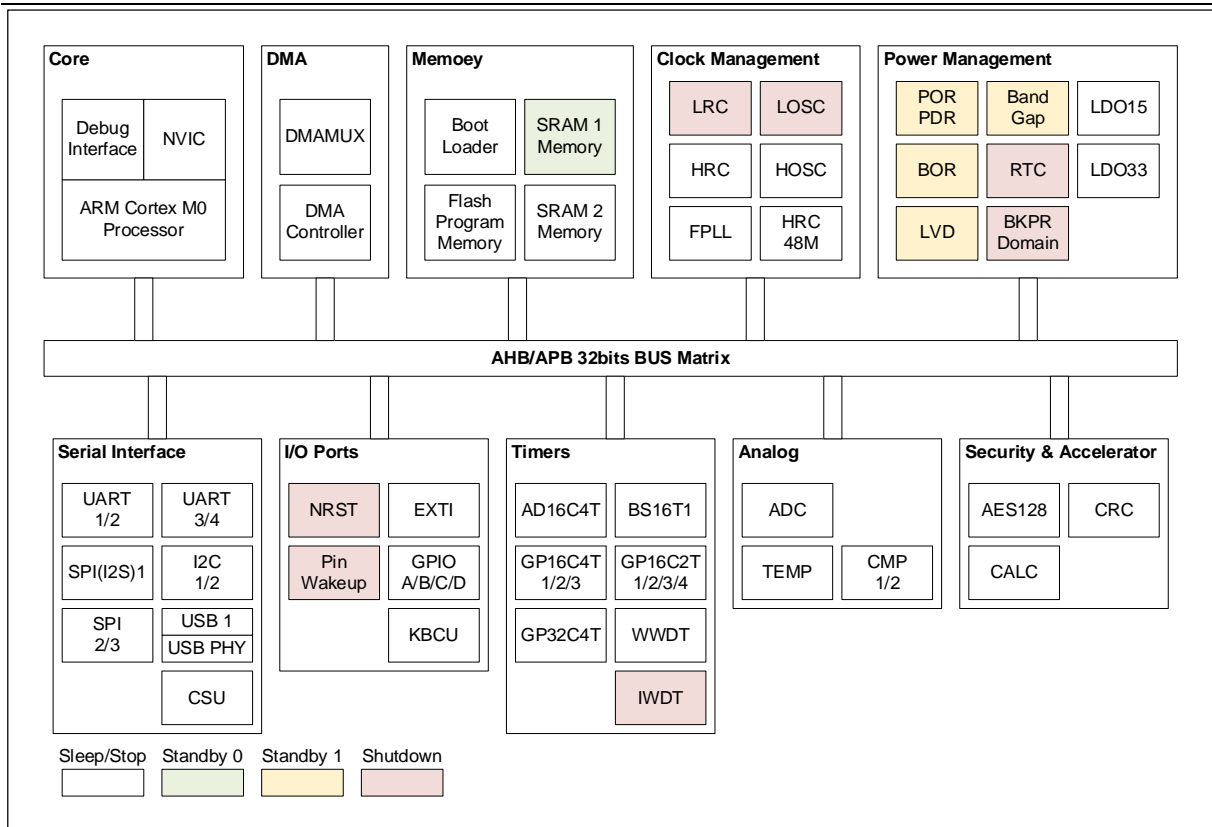 Core
Debug
Interface
NVIC
ARM Cortex M0
Processor
DMA
DMAMUX
DMA
Controller
Memoey
Boot
Loader
SRAM 1
Memory
Flash
Program
Memory
SRAM 2
Memory
Clock Management
LRC
LOSC
HRC
HOSC
FPLL
HRC
48M
Power Management
POR
PDR
Band
Gap
LDO15
BOR
RTC
LDO33
LVD
BKPR
Domain
AHB/APB 32bits BUS Matrix
Serial Interface
UART
1/2
UART
3/4
SPI(I2S)1
I2C
1/2
SPI
2/3
USB 1
USB PHY
CSU
I/O Ports
NRST
EXTI
Pin
Wakeup
GPIO
A/B/C/D
KBCU
Timers
AD16C4T
BS16T1
GP16C4T
1/2/3
GP16C2T
1/2/3/4
GP32C4T
WWDT
IWDT
Analog
ADC
TEMP
CMP
1/2
Security & Accelerator
AES128
CRC
CALC
Sleep/Stop
Standby 0
Standby 1
Shutdown